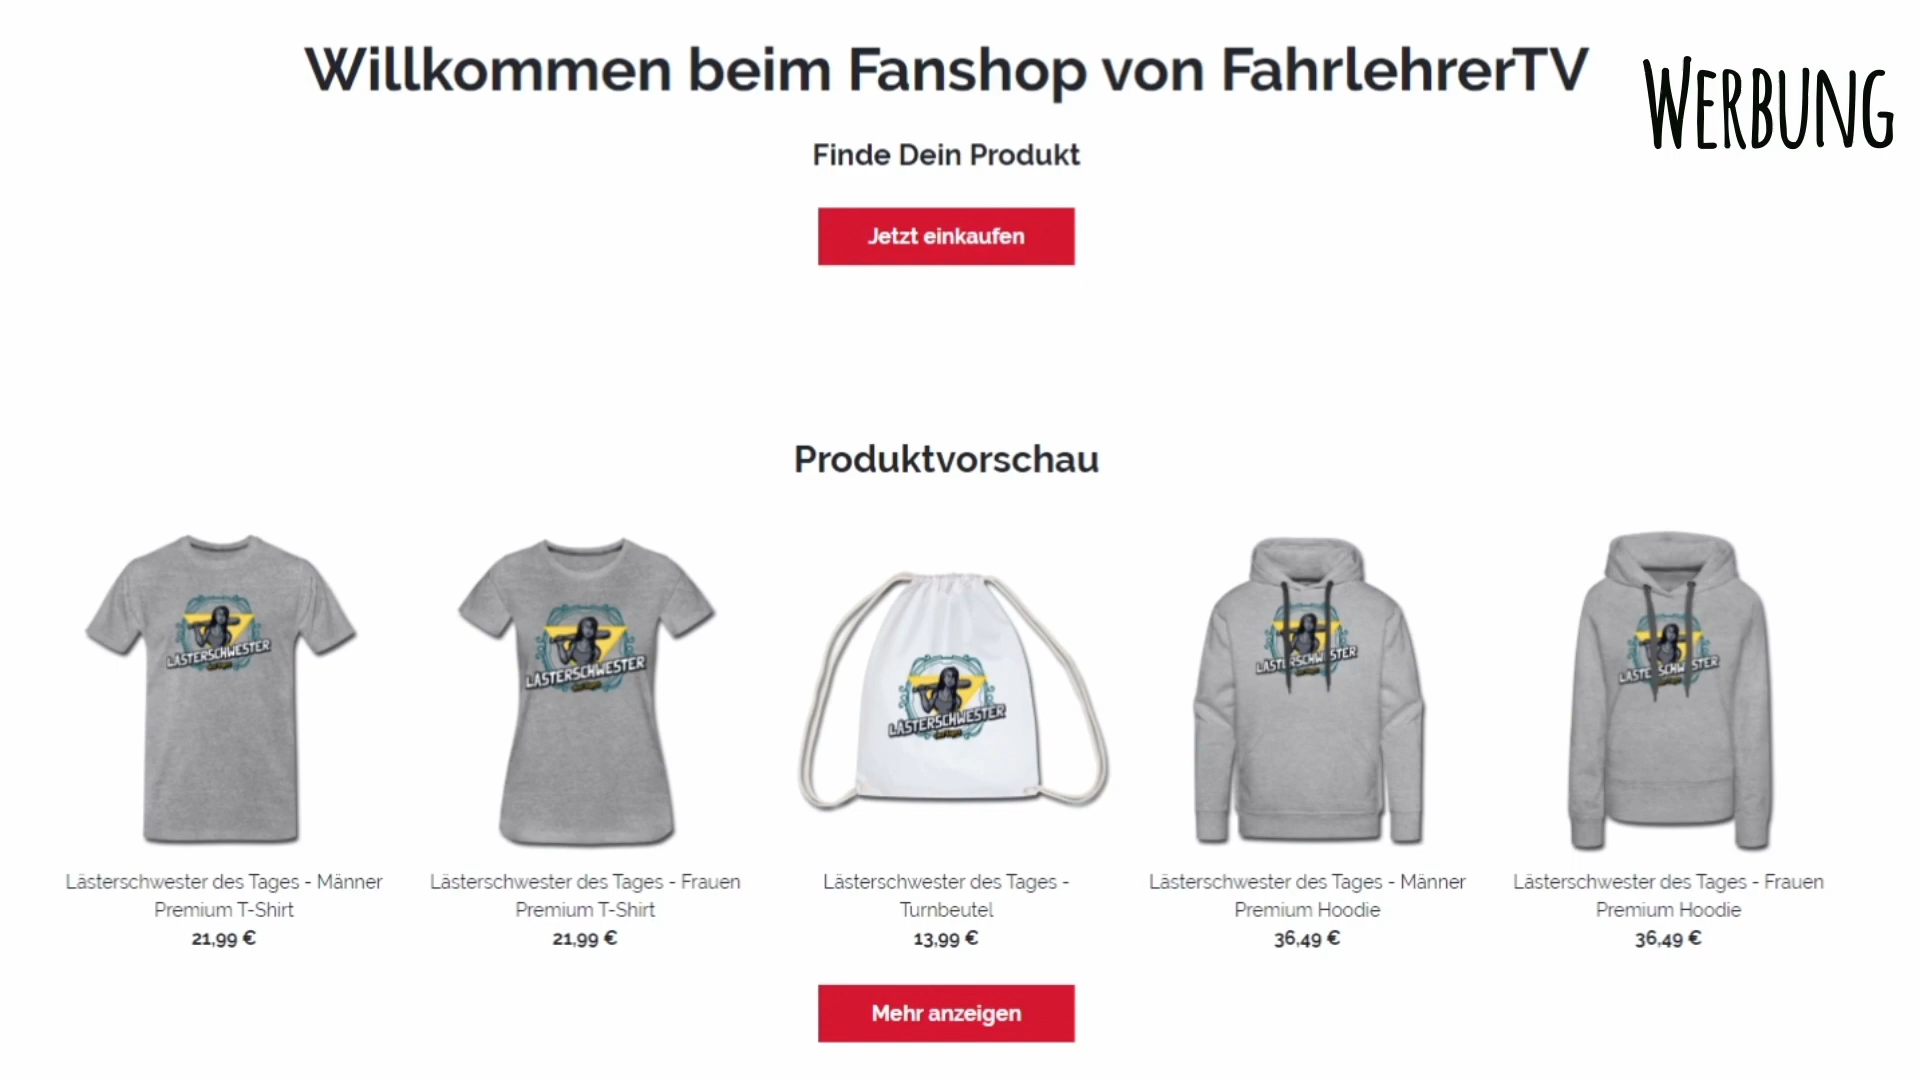 Willkommen beim Fanshop von FahrlehrerTV
WERBUNG
Finde Dein Produkt
Jetzt einkaufen
Produktvorschau
LÄSTERSCHWESTER
LÄSTERSCHWESTER
LÄSTERSCHWESTER
Lästerschwester des Tages - Männer
Premium T-Shirt
21,99 €
Lästerschwester des Tages - Frauen
Premium T-Shirt
21,99 €
Lästerschwester des Tages -
Turnbeutel
13,99 €
Lästerschwester des Tages - Männer
Premium Hoodie
36,49 €
Lästerschwester des Tages - Frauen
Premium Hoodie
36,49 €
Mehr anzeigen